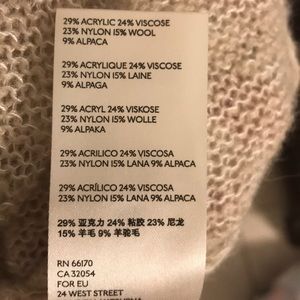 29% ACRYLIC 24% VISCOSE
23% NYLON 15% WOOL
9% ALPACA
29% ACRYLIQUE 24% VISCOSE
23% NYLON 15% LAINE
9% ALPAGA
29% ACRYL 24% VISKOSE
23% NYLON 15% WOLLE
9% ALPAKA
29% ACRILICO 24% VISCOSA
23% NYLON 15% LANA 9% ALPACA
29% ACRÍLICO 24% VISCOSA
23% NYLON 15% LANA 9% ALPACA
29% 亚克力 24% 粘胶 23% 尼龙
15% 羊毛 9% 羊驼毛
RN 66170
CA 32054
FOR EU
24 WEST STREET